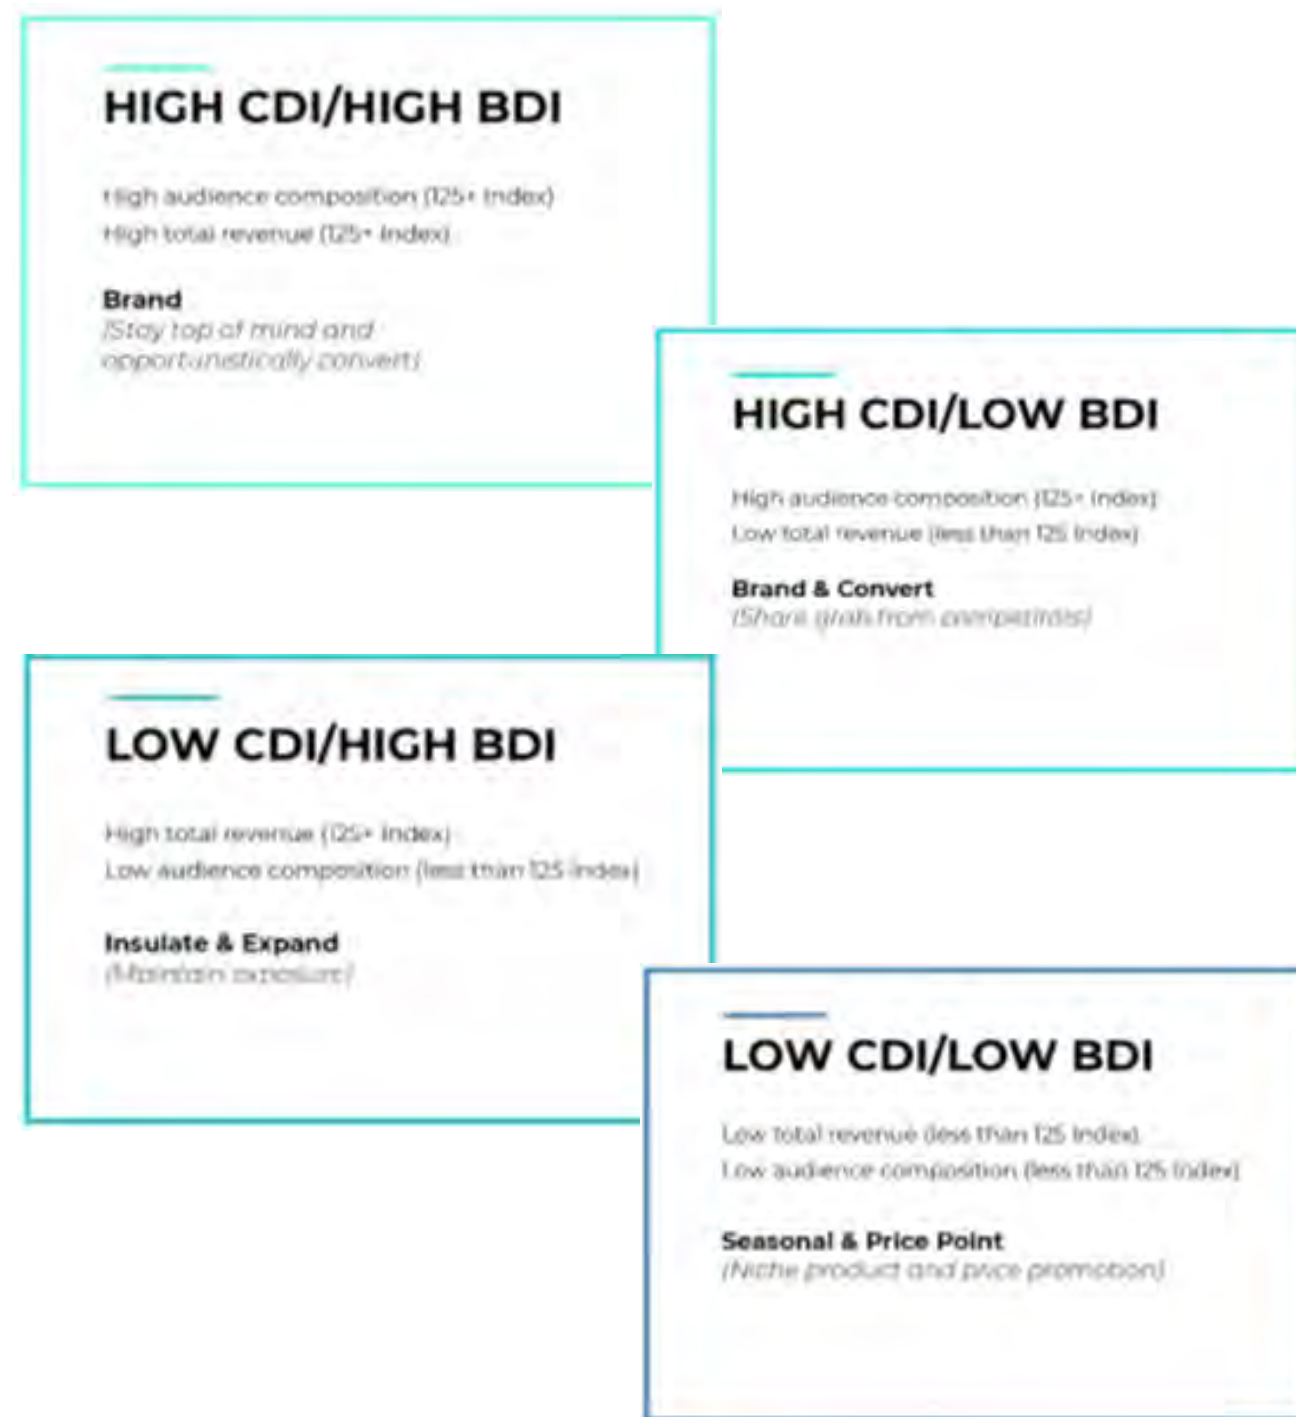 HIGH CDI/HIGH BDI
High audience composition (125+ Index)
High total revenue (125+ Index)
Brand
(Stay top of mind and
opportunistically convert)
HIGH CDI/LOW BDI
High audience composition (125+ Index)
Low total revenue (less than 125 Index)
Brand & Convert
(Share grab from competitors)
LOW CDI/HIGH BDI
High total revenue (125+ Index)
Low audience composition (less than 125 Index)
Insulate & Expand
(Maintain exposure)
LOW CDI/LOW BDI
Low total revenue (less than 125 Index)
Low audience composition (less than 125 Index)
Seasonal & Price Point
(Niche product and price promotion)